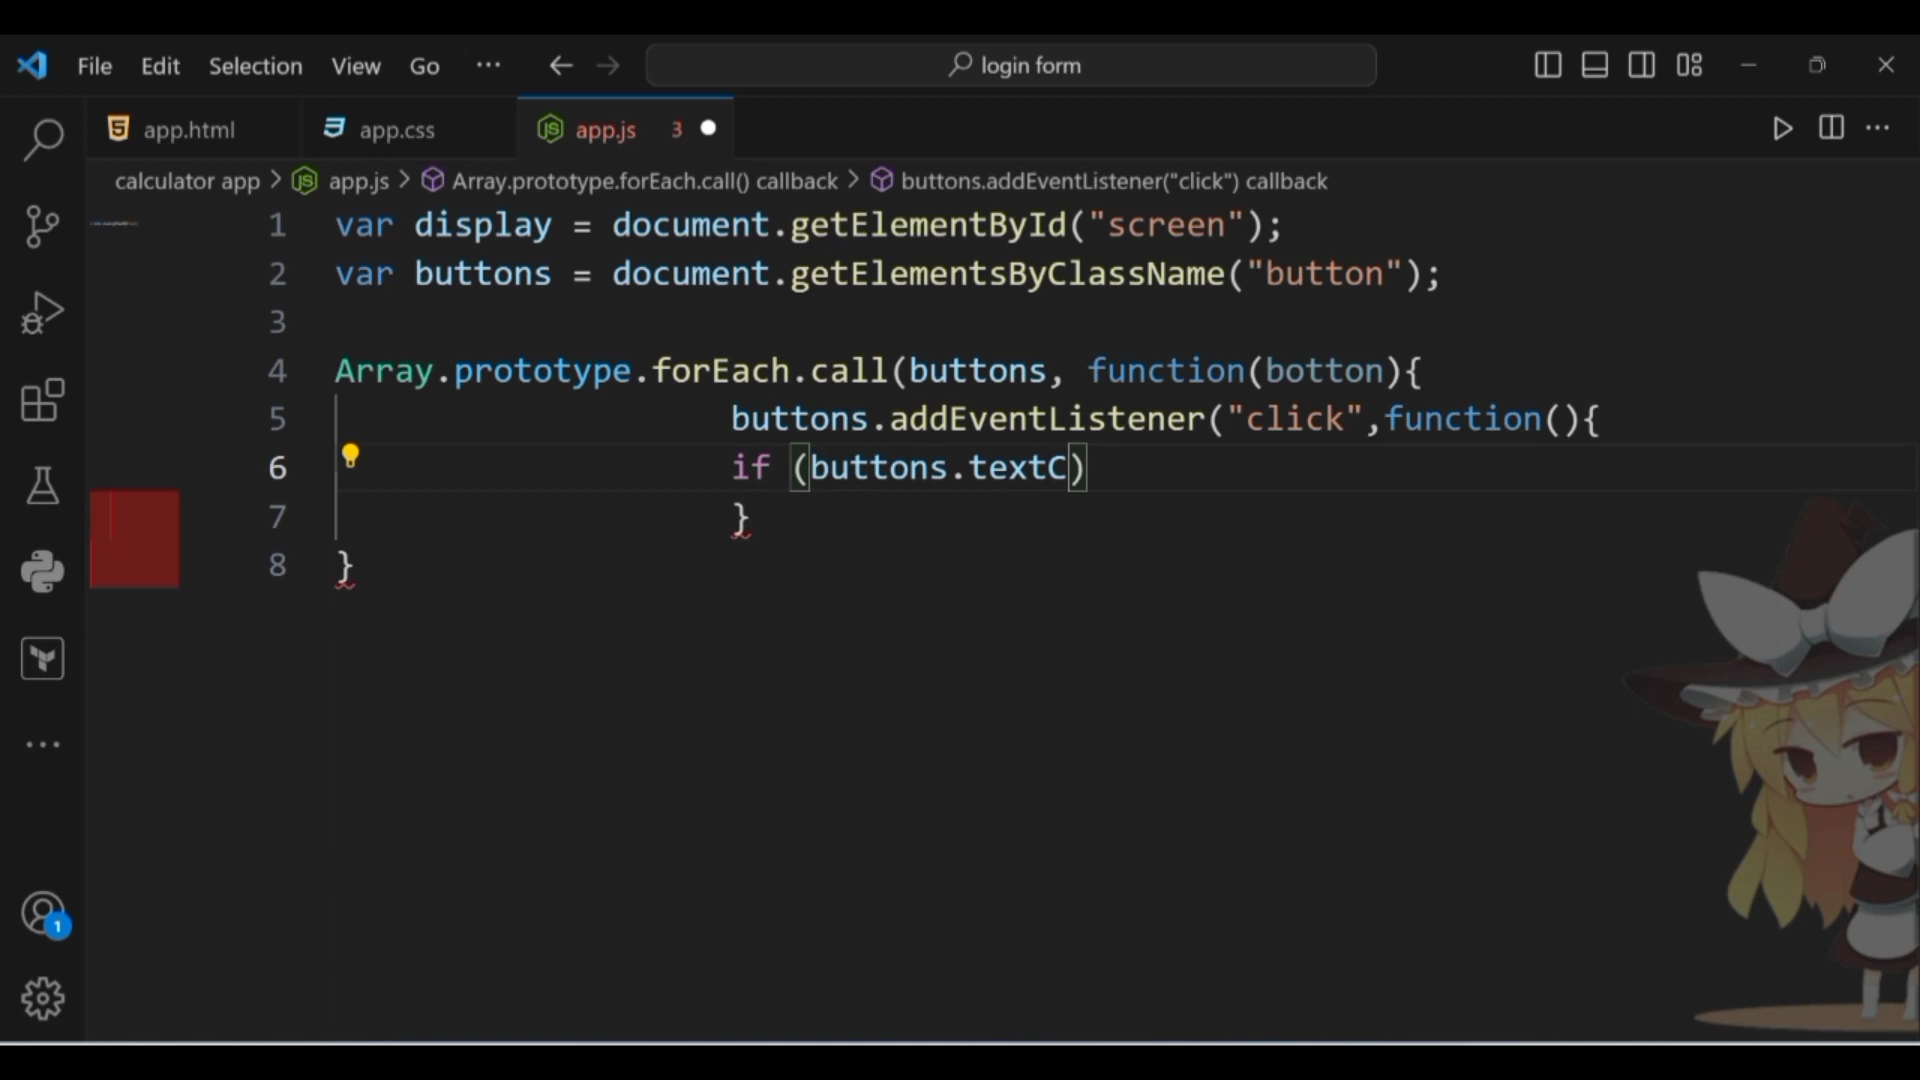 File Edit Selection View Go ··· login form
app.html app.css app.js 3
calculator app > app.js > Array.prototype.forEach.call() callback > buttons.addEventListener("click") callback
1 var display = document.getElementById("screen");
2 var buttons = document.getElementsByClassName("button");
3
4 Array.prototype.forEach.call(buttons, function(botton){
5 buttons.addEventListener("click",function(){
6 if (buttons.textC)
7 }
8 }
1